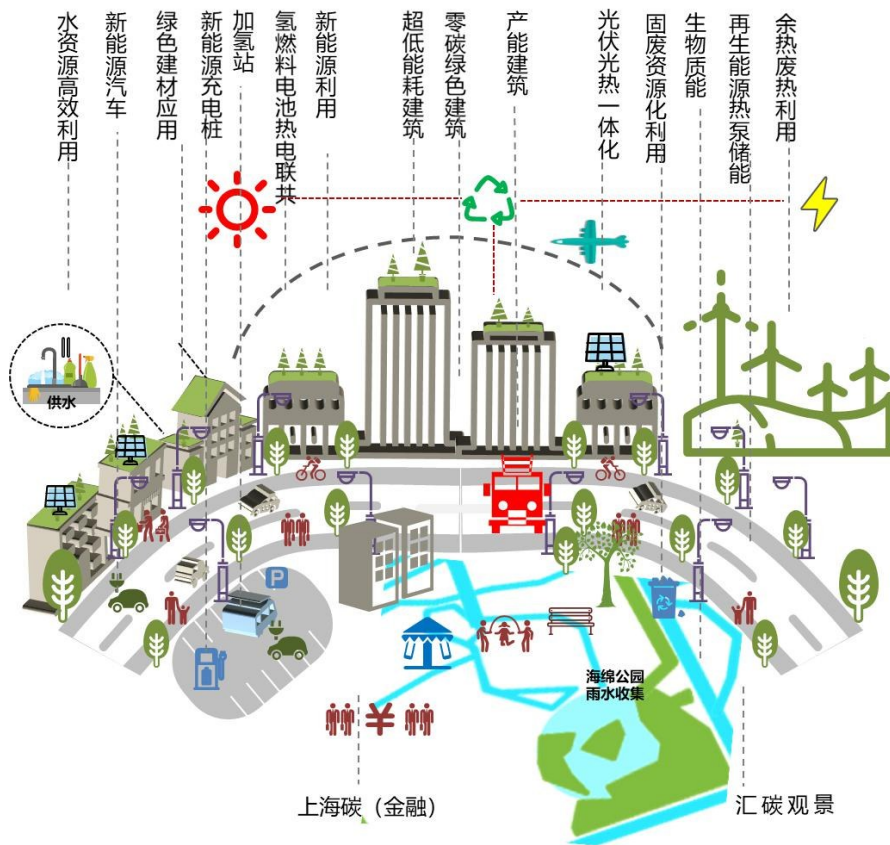 水资源高效利用
新能源汽车
绿色建材应用
新能源充电桩
加氢站
氢燃料电池热电联共
新能源利用
超低能耗建筑
零碳绿色建筑
产能建筑
光伏光热一体化
固废资源化利用
生物质能
再生能源热泵储能
余热废热利用
供水
P
海绵公园
雨水收集
¥
上海碳（金融）
汇碳观景